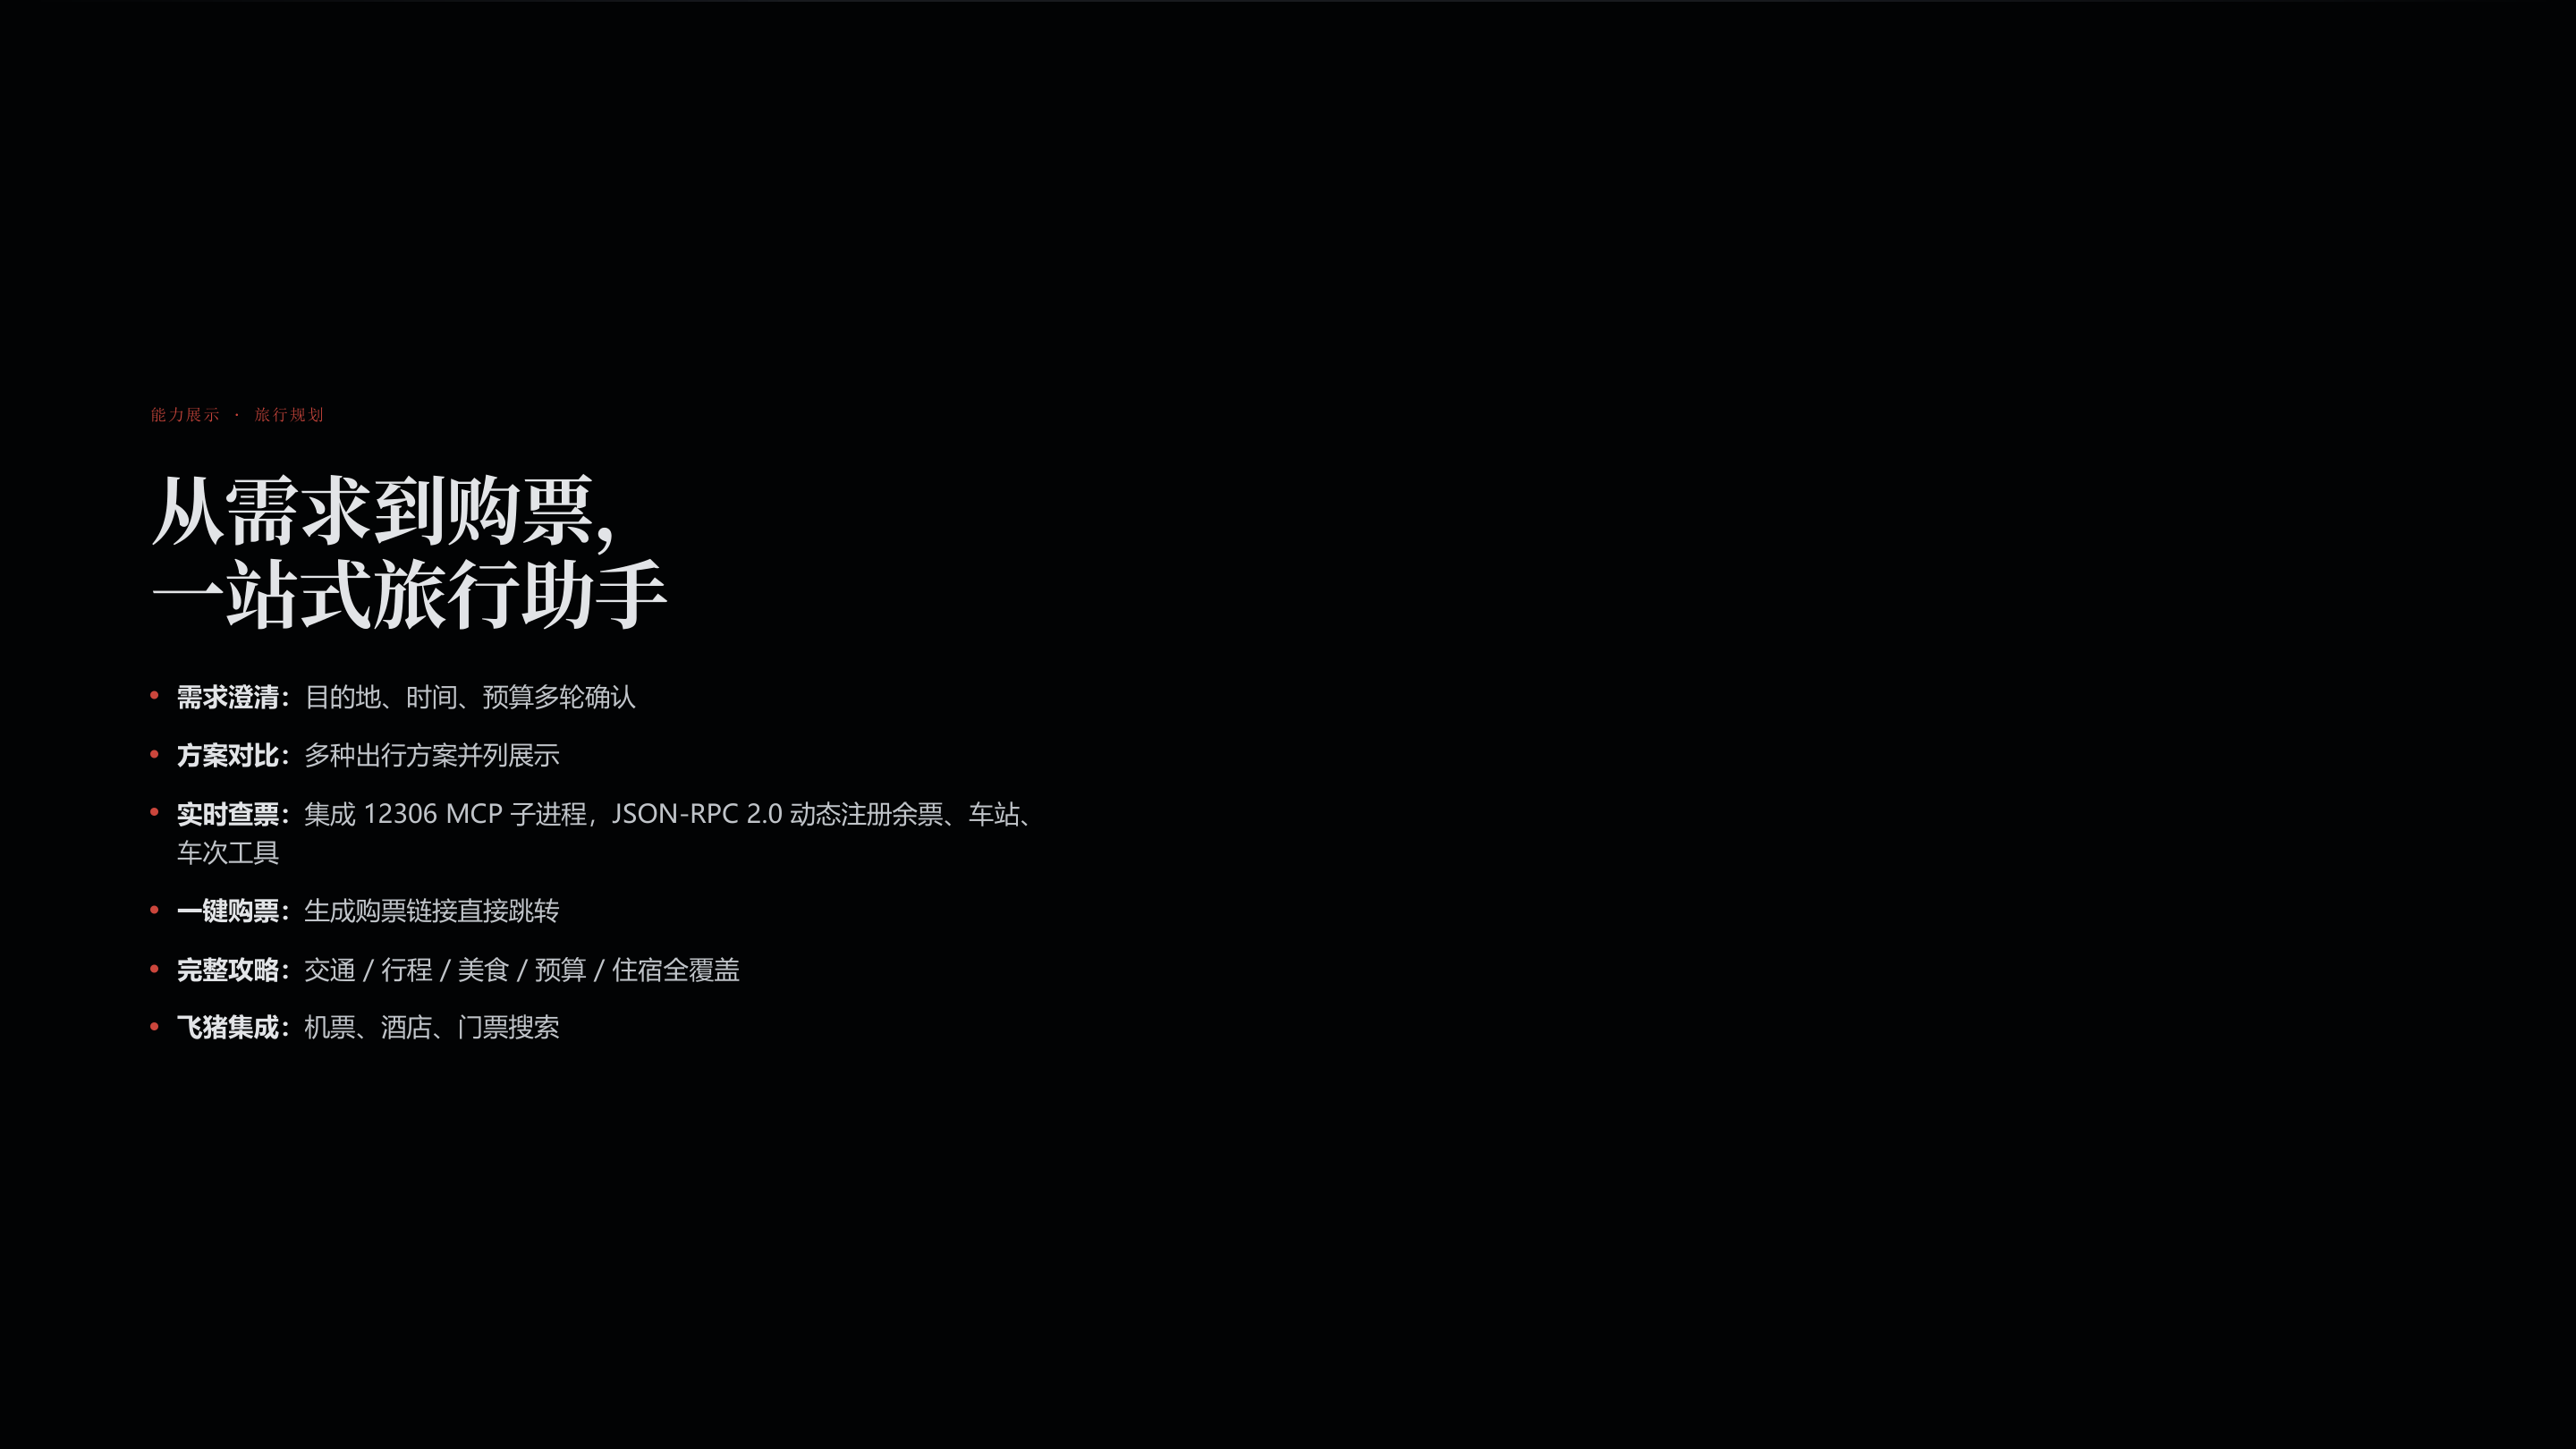 能力展示 · 旅行规划
从需求到购票，
一站式旅行助手
• 需求澄清：目的地、时间、预算多轮确认
• 方案对比：多种出行方案并列展示
• 实时查票：集成 12306 MCP 子进程，JSON-RPC 2.0 动态注册余票、车站、
车次工具
• 一键购票：生成购票链接直接跳转
• 完整攻略：交通 / 行程 / 美食 / 预算 / 住宿全覆盖
• 飞猪集成：机票、酒店、门票搜索